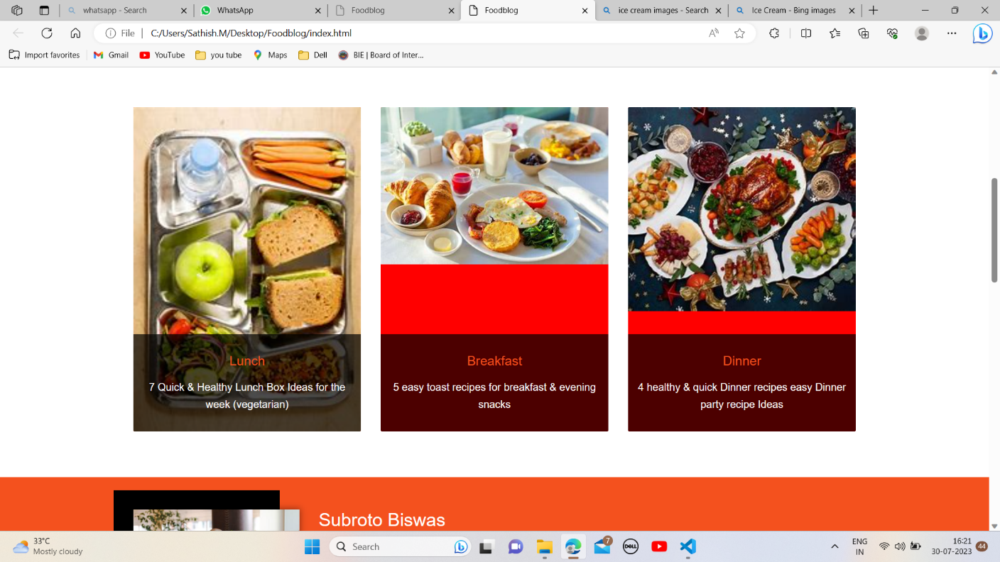 whatsapp - Search
WhatsApp
Foodblog
Foodblog
ice cream images - Search
Ice Cream - Bing images
File
C:/Users/Sathish.M/Desktop/Foodblog/index.html
Import favorites
Gmail
YouTube
you tube
Maps
Dell
BIE | Board of Inter...
Lunch
7 Quick & Healthy Lunch Box Ideas for the
week (vegetarian)
Breakfast
5 easy toast recipes for breakfast & evening
snacks
Dinner
4 healthy & quick Dinner recipes easy Dinner
party recipe Ideas
Subroto Biswas
33°C
Mostly cloudy
Search
7
DELL
ENG
IN
16:21
30-07-2023
44